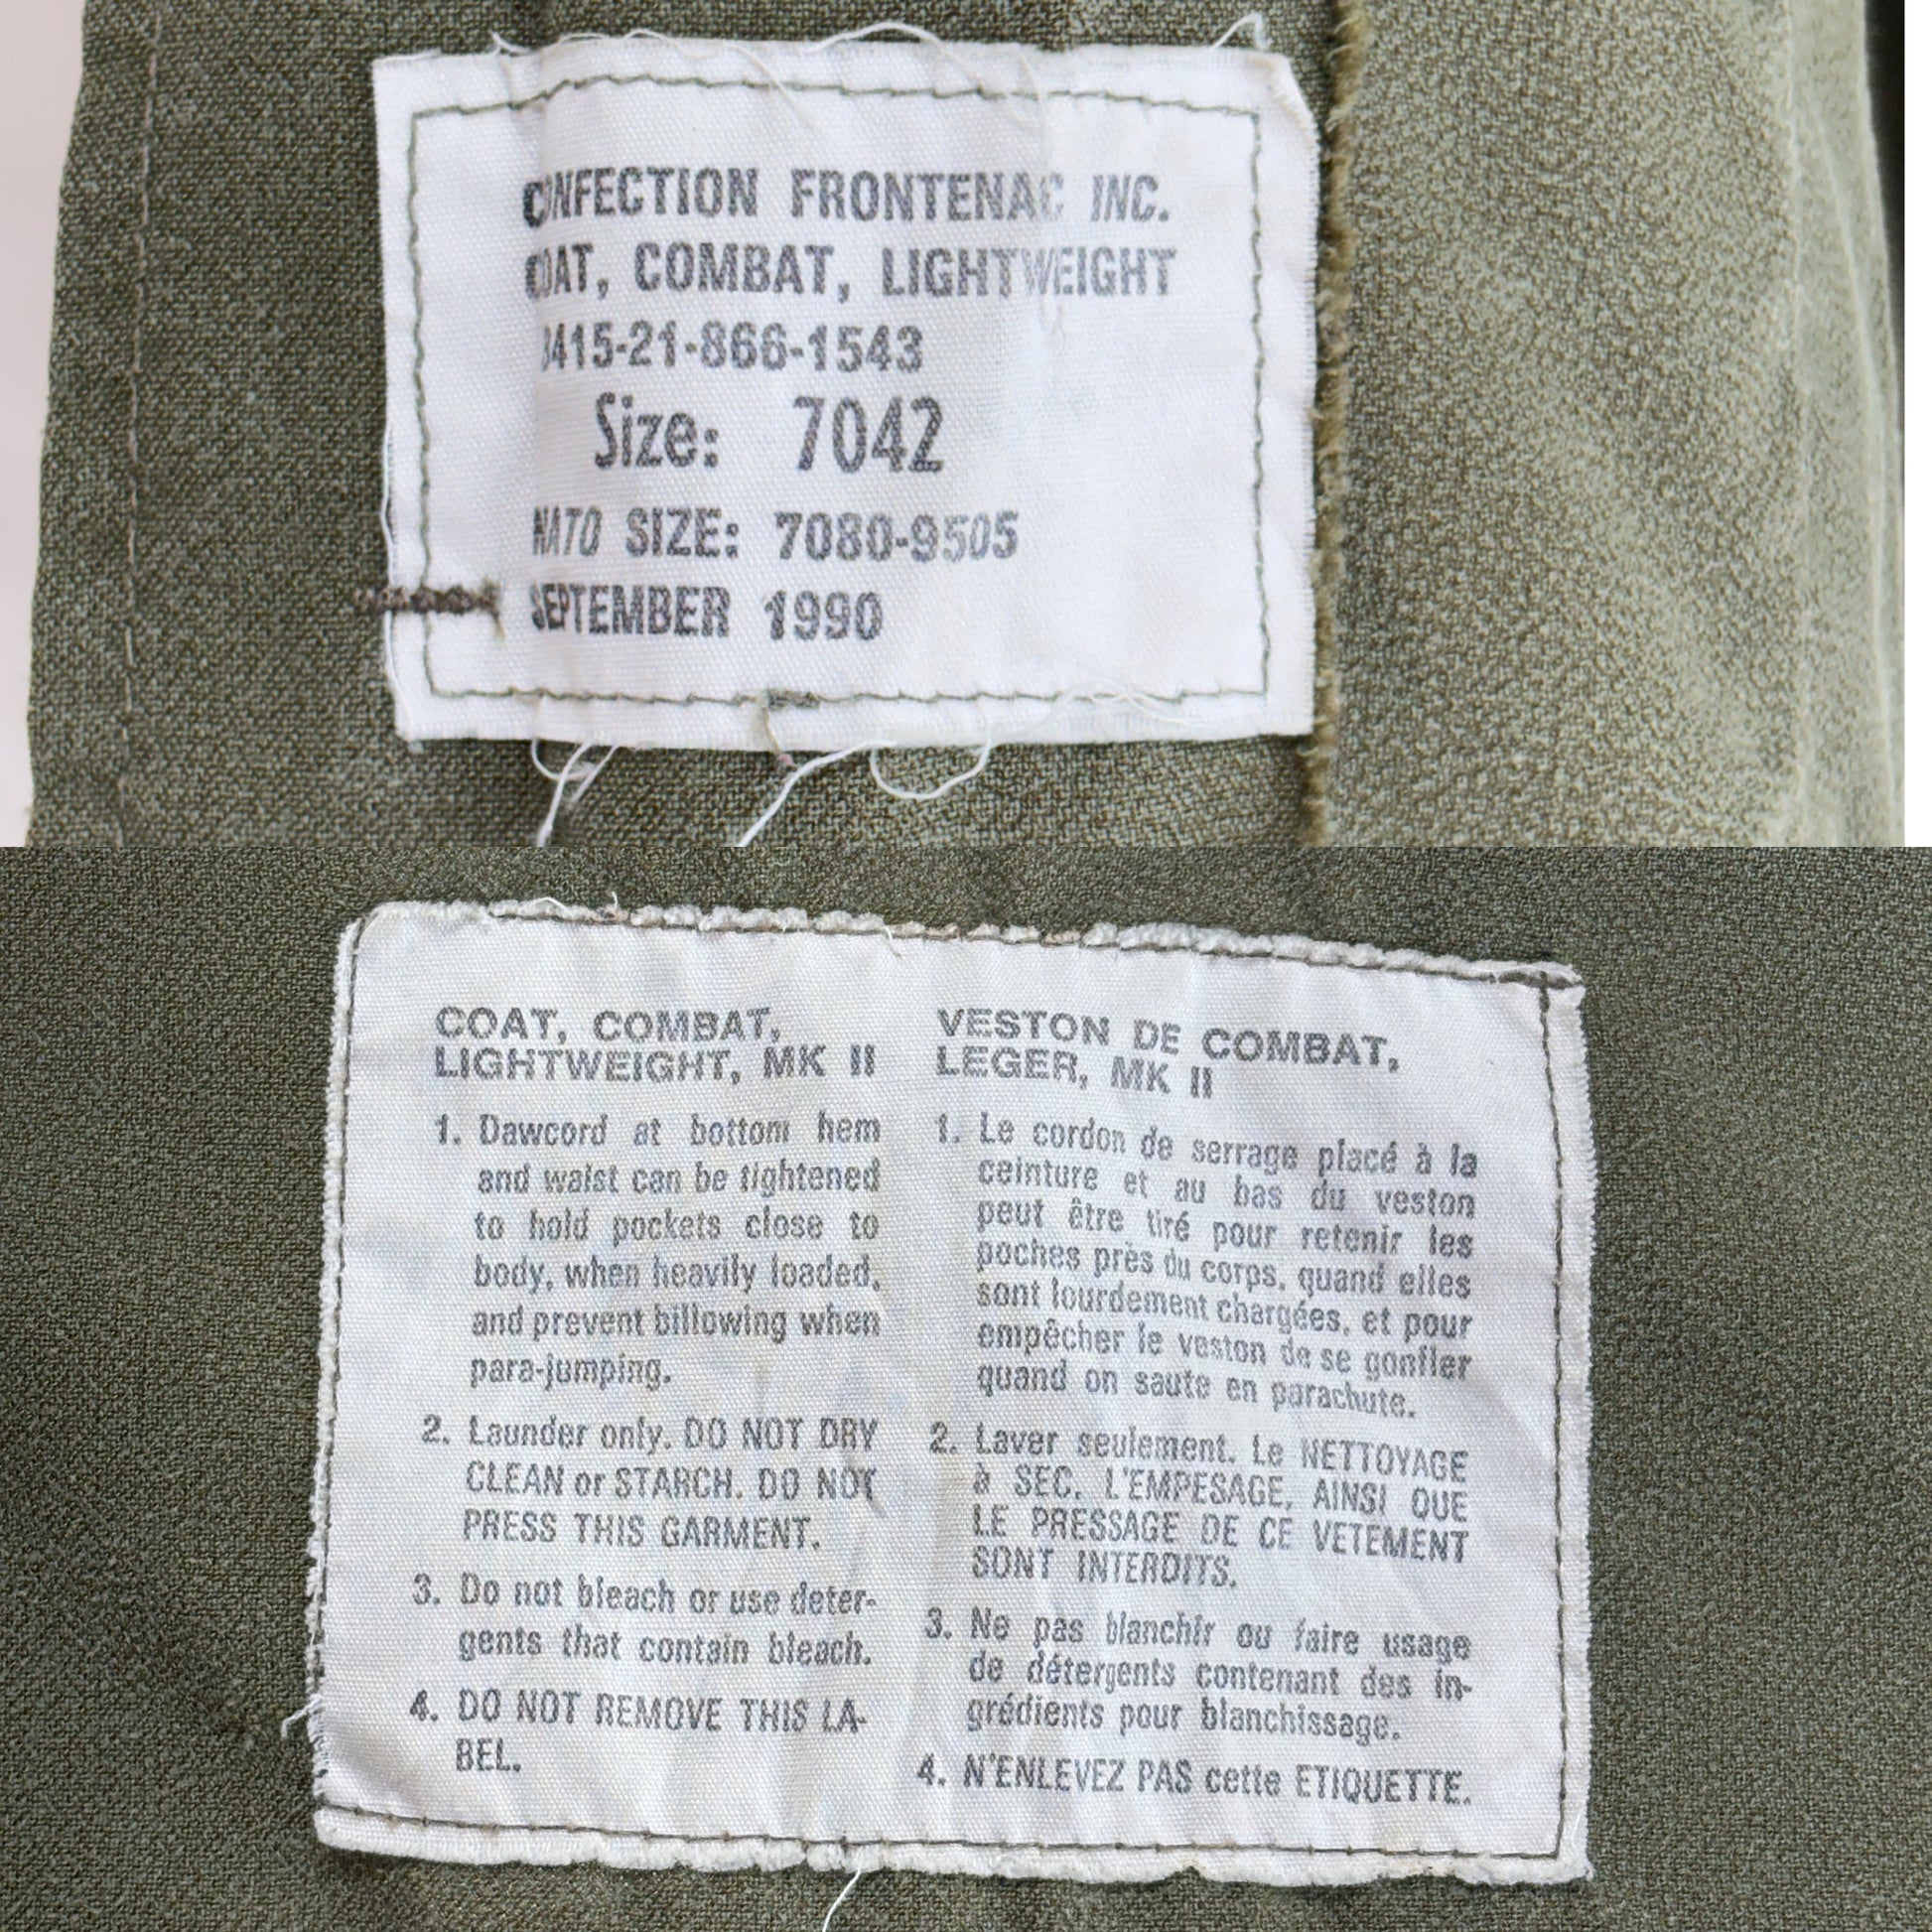 CONFECTION FRONTENAC INC.
COAT, COMBAT, LIGHTWEIGHT
8415-21-866-1543
Size: 7042
NATO SIZE: 7080-9505
SEPTEMBER 1990
COAT, COMBAT,
LIGHTWEIGHT, MK II
1. Dawcord at bottom hem
and waist can be tightened
to hold pockets close to
body, when heavily loaded,
and prevent billowing when
para-jumping.
2. Launder only. DO NOT DRY
CLEAN or STARCH. DO NOT
PRESS THIS GARMENT.
3. Do not bleach or use deter-
gents that contain bleach.
4. DO NOT REMOVE THIS LA-
BEL.
VESTON DE COMBAT,
LEGER, MK II
1. Le cordon de serrage placé à la
ceinture et au bas du veston
peut être tiré pour retenir les
poches près du corps, quand elles
sont lourdement chargées, et pour
empêcher le veston de se gonfler
quand on saute en parachute.
2. Laver seulement. Le NETTOYAGE
à SEC, L'EMPESAGE, AINSI QUE
LE PRESSAGE DE CE VETEMENT
SONT INTERDITS.
3. Ne pas blanchir ou faire usage
de détergents contenant des in-
grédients pour blanchissage.
4. N'ENLEVEZ PAS cette ETIQUETTE.